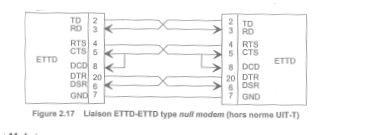 TD 2 2 TD
RD 3 3 RD
RTS 4 4 RTS
CTS 5 5 CTS
ETTD ETTD
DCD 8 8 DCD
DTR 20 20 DTR
DSR 6 6 DSR
GND 7 7 GND
Figure 2.17 Liaison ETTD-ETTD type null modem (hors norme UIT-T)